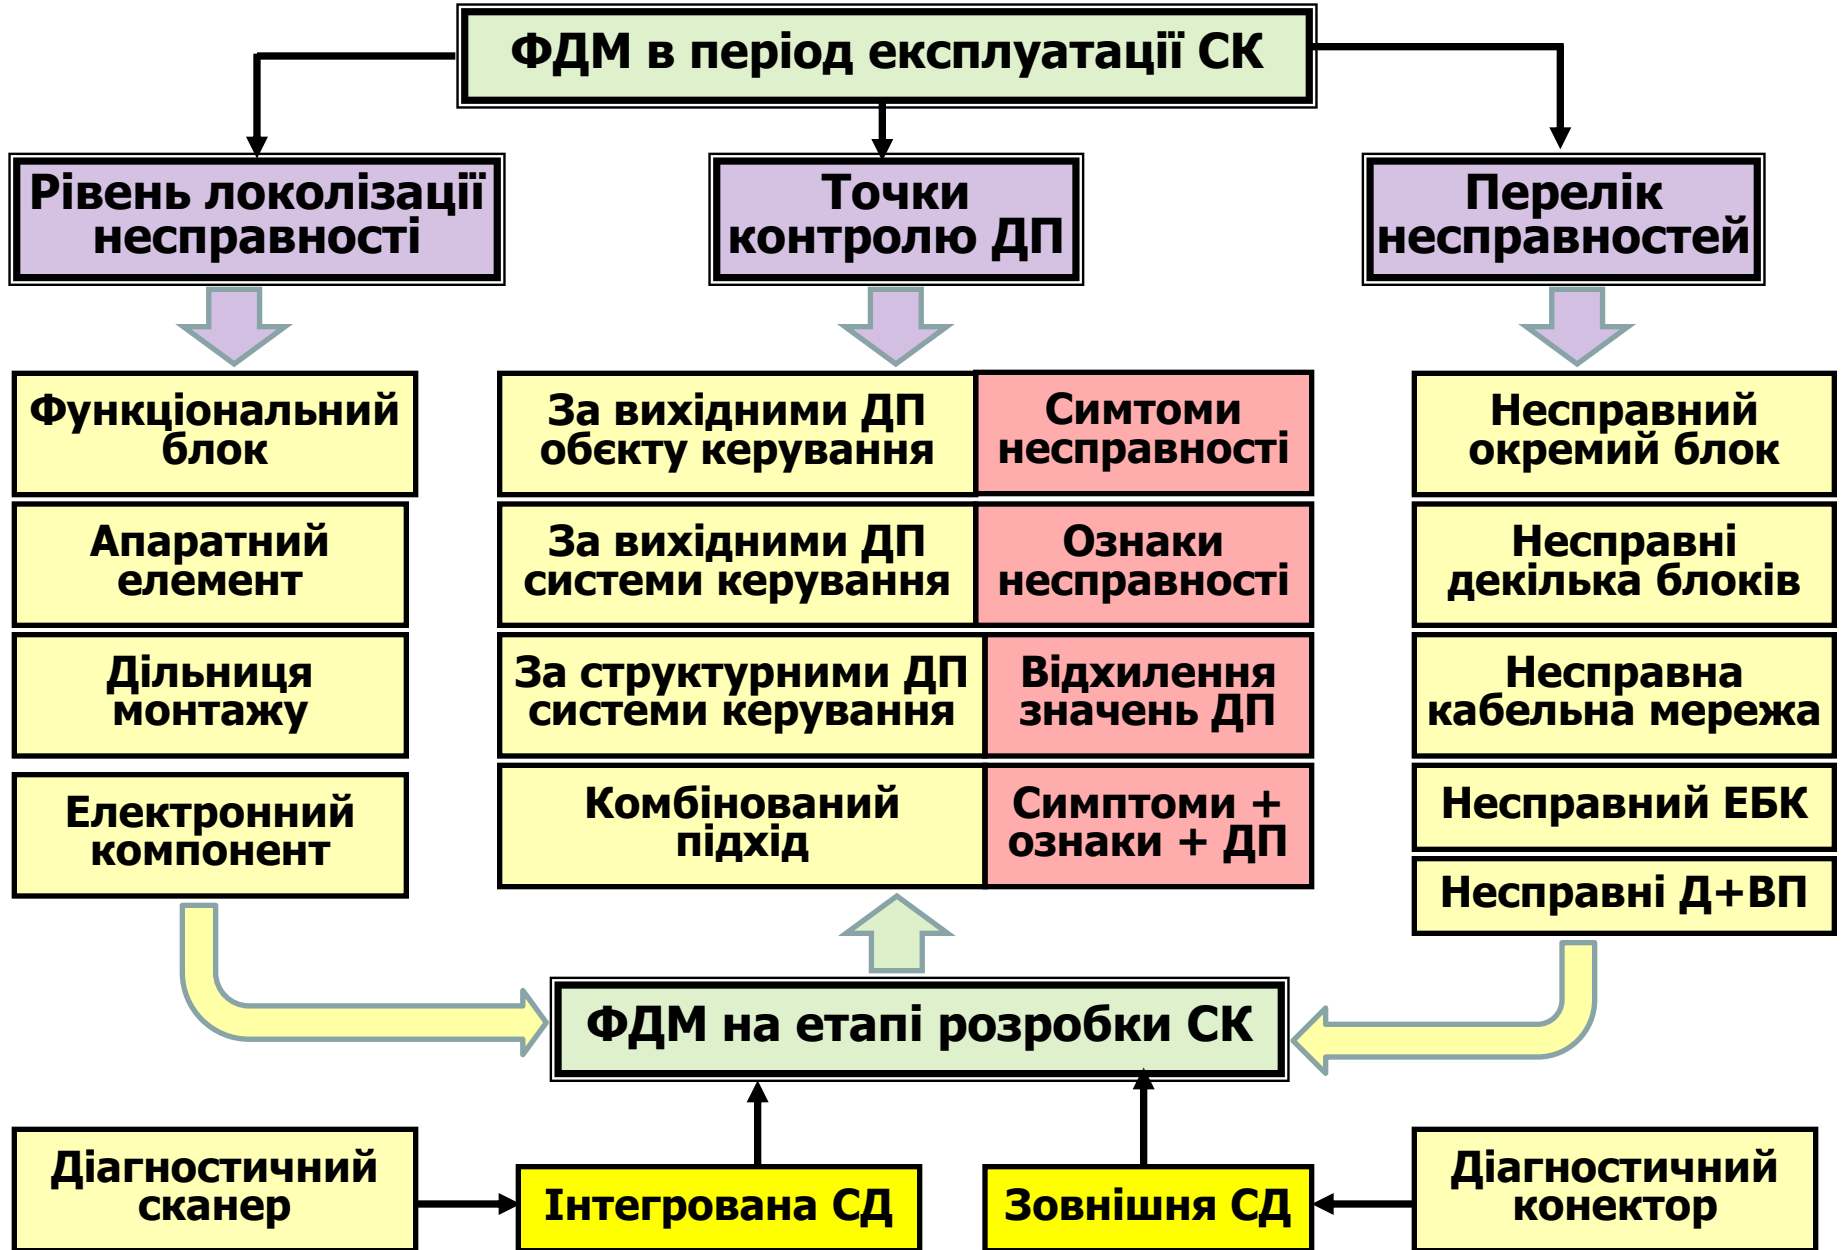 ФДМ в період експлуатації СК
Рівень локолізації
несправності
Точки
контролю ДП
Перелік
несправностей
Функціональний
блок
Апаратний
елемент
Дільниця
монтажу
Електронний
компонент
За вихідними ДП
обєкту керування
Симтоми
несправності
За вихідними ДП
системи керування
Ознаки
несправності
За структурними ДП
системи керування
Відхилення
значень ДП
Комбінований
підхід
Симптоми +
ознаки + ДП
Несправний
окремий блок
Несправні
декілька блоків
Несправна
кабельна мережа
Несправний ЕБК
Несправні Д+ВП
ФДМ на етапі розробки СК
Діагностичний
сканер
Інтегрована СД
Зовнішня СД
Діагностичний
конектор